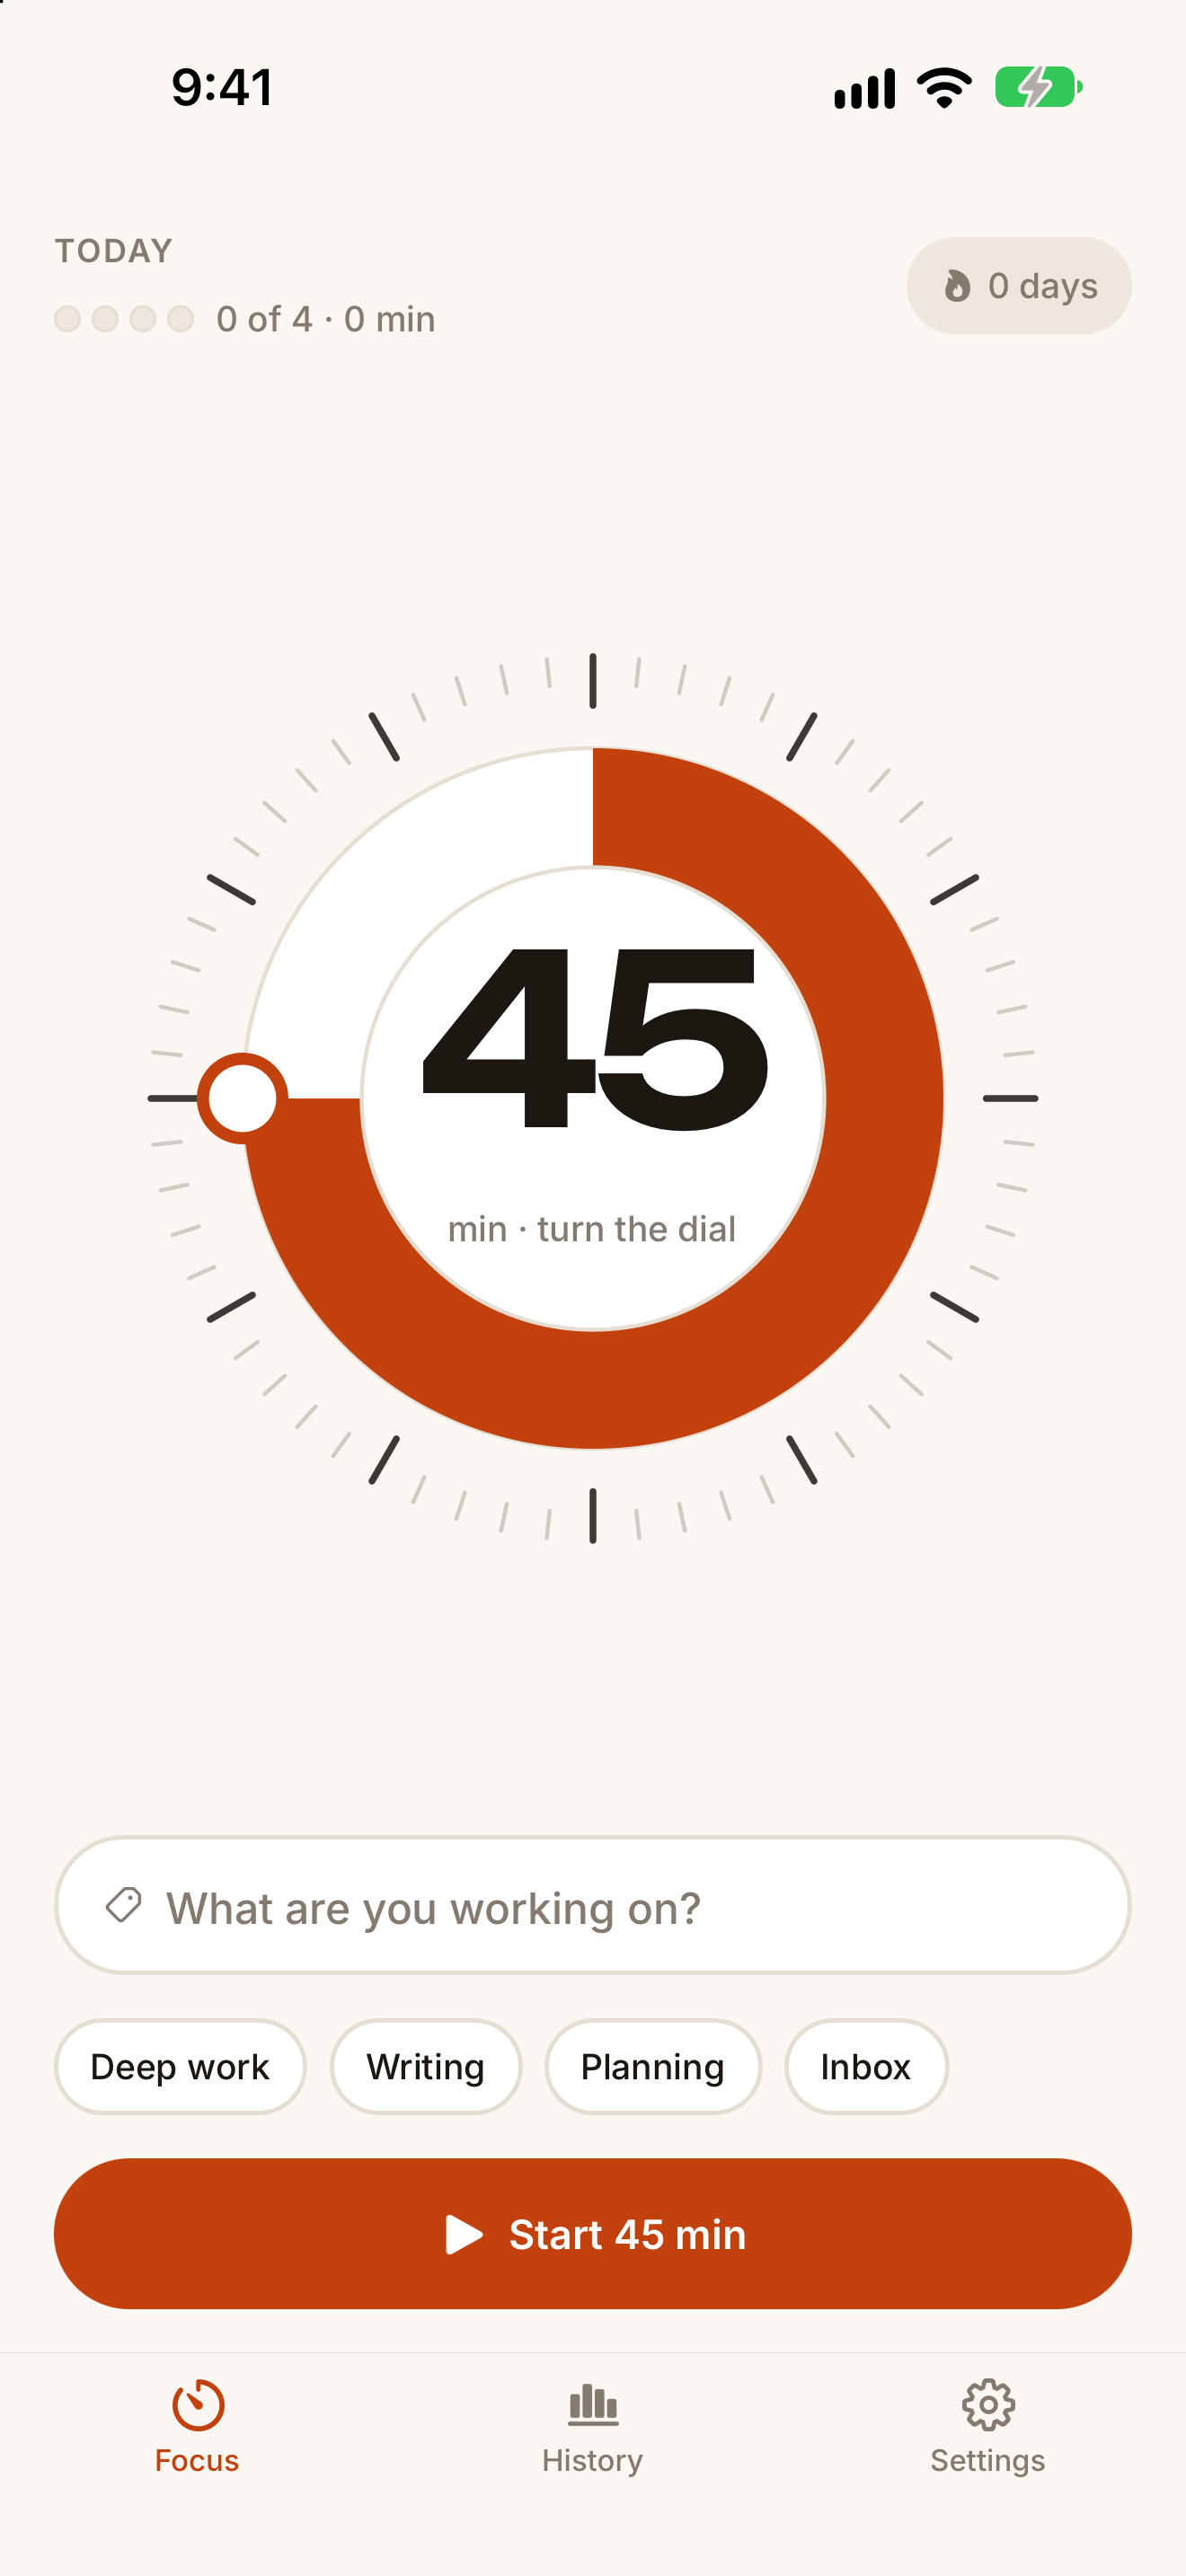 9:41
TODAY
0 of 4 · 0 min
0 days
45
min · turn the dial
What are you working on?
Deep work
Writing
Planning
Inbox
Start 45 min
Focus
History
Settings